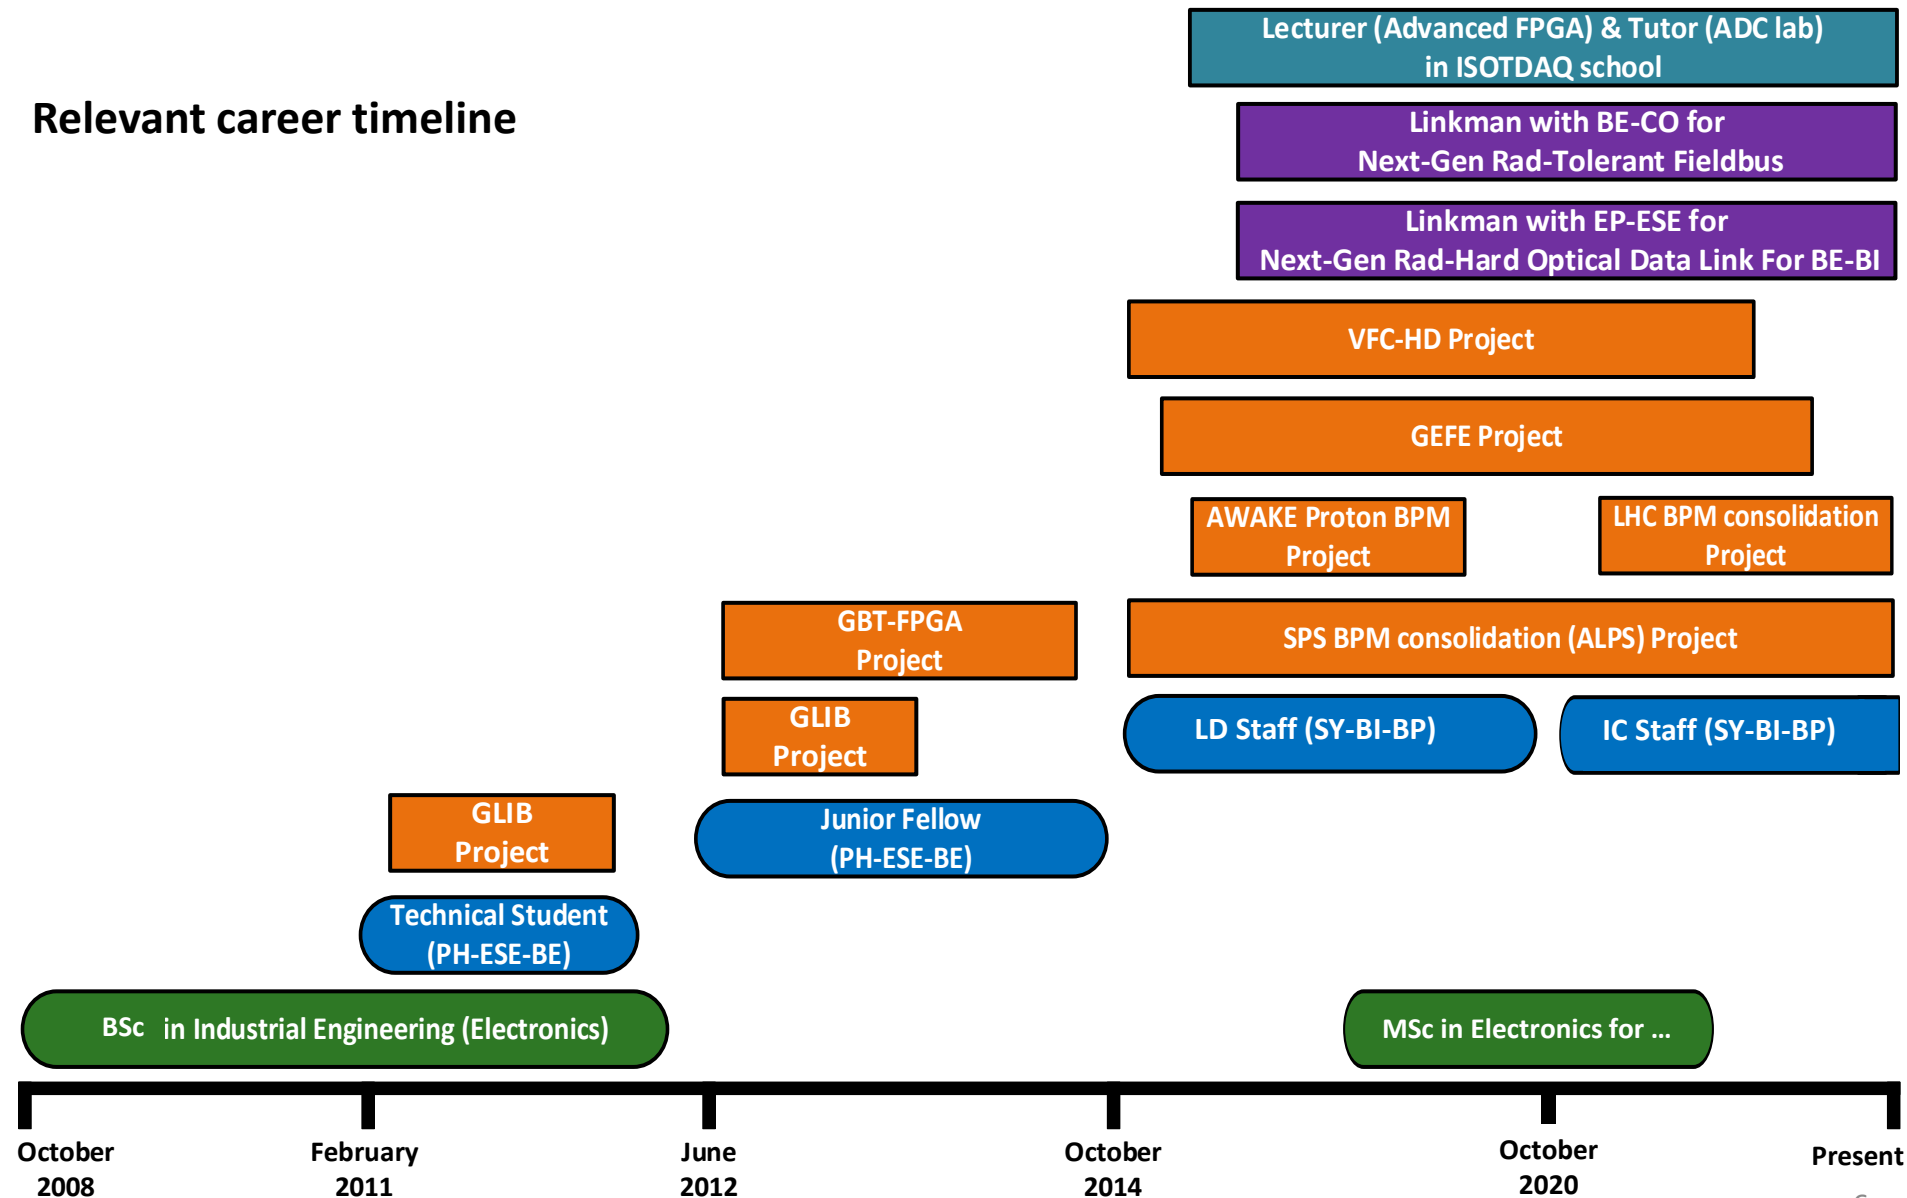 Relevant career timeline
Lecturer (Advanced FPGA) & Tutor (ADC lab)
in ISOTDAQ school
Linkman with BE-CO for
Next-Gen Rad-Tolerant Fieldbus
Linkman with EP-ESE for
Next-Gen Rad-Hard Optical Data Link For BE-BI
VFC-HD Project
GEFE Project
AWAKE Proton BPM
Project
LHC BPM consolidation
Project
GBT-FPGA
Project
SPS BPM consolidation (ALPS) Project
GLIB
Project
LD Staff (SY-BI-BP)
IC Staff (SY-BI-BP)
GLIB
Project
Junior Fellow
(PH-ESE-BE)
Technical Student
(PH-ESE-BE)
BSc in Industrial Engineering (Electronics)
MSc in Electronics for ...
October
2008
February
2011
June
2012
October
2014
October
2020
Present